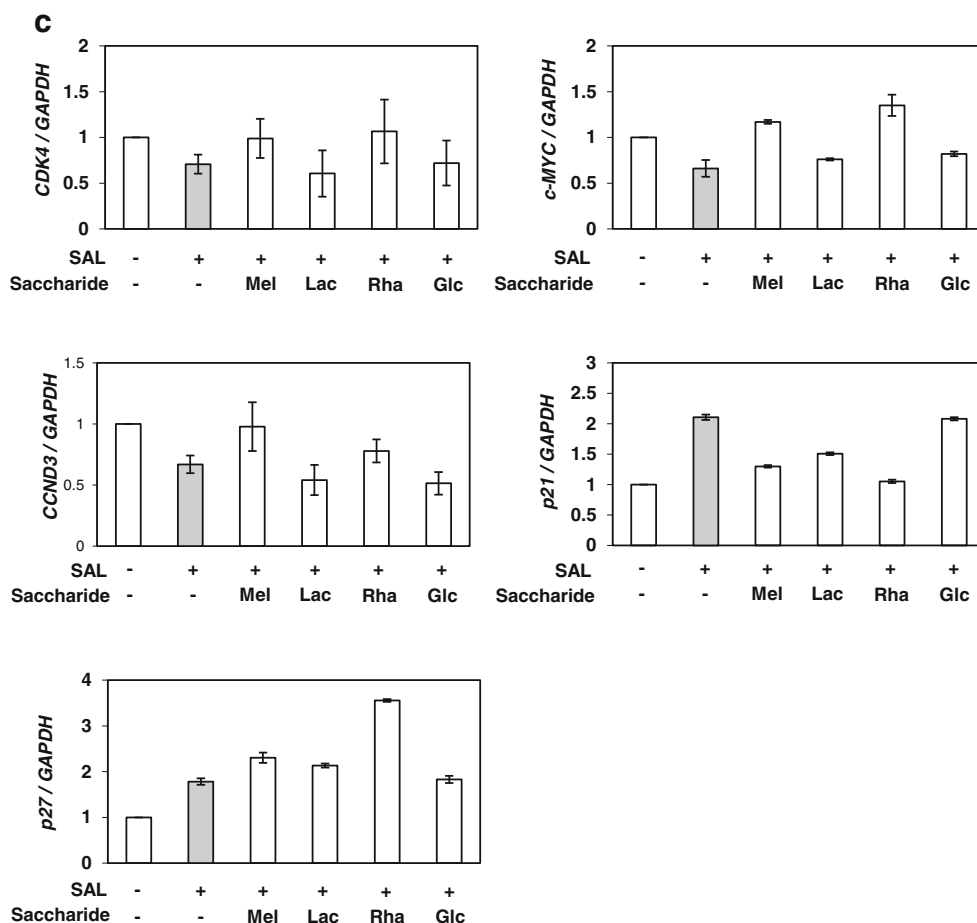 c
CDK4 / GAPDH
2
1.5
1
0.5
0
SAL - + + + + +
Saccharide - - Mel Lac Rha Glc
c-MYC / GAPDH
2
1.5
1
0.5
0
SAL - + + + + +
Saccharide - - Mel Lac Rha Glc
CCND3 / GAPDH
1.5
1
0.5
0
SAL - + + + + +
Saccharide - - Mel Lac Rha Glc
p21 / GAPDH
3
2.5
2
1.5
1
0.5
0
SAL - + + + + +
Saccharide - - Mel Lac Rha Glc
p27 / GAPDH
4
3
2
1
0
SAL - + + + + +
Saccharide - - Mel Lac Rha Glc